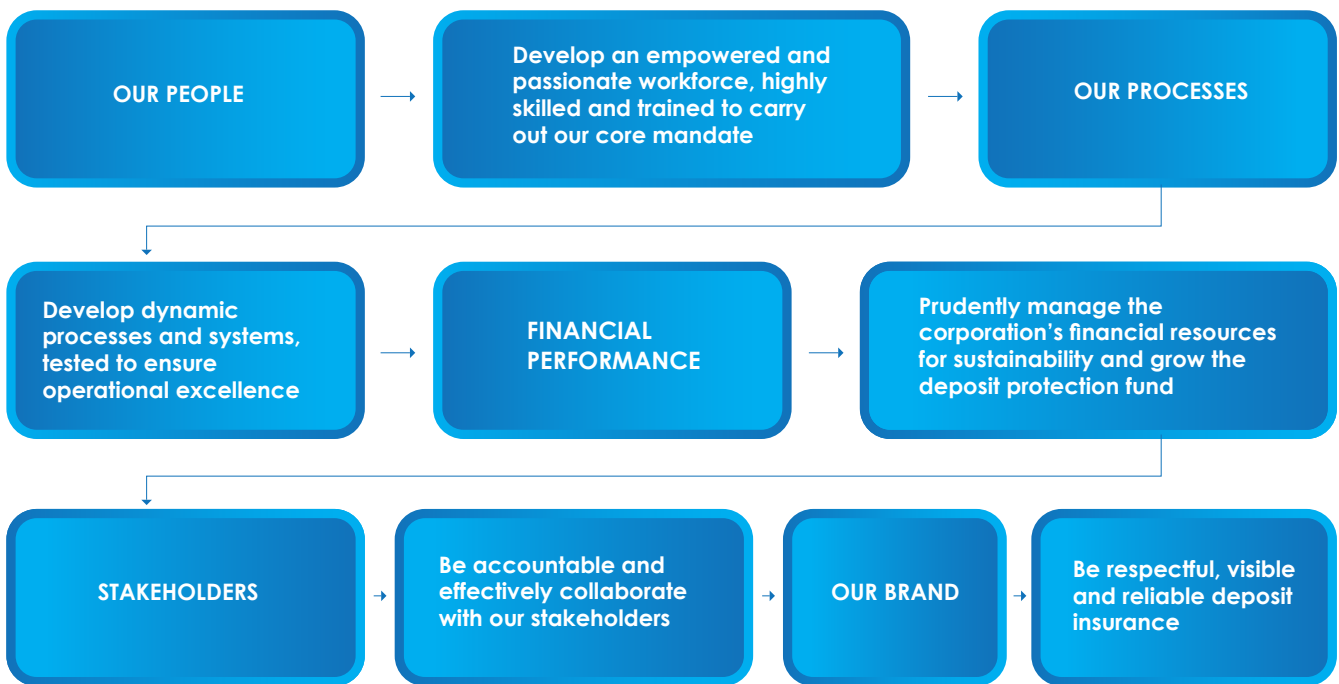 OUR PEOPLE
Develop an empowered and
passionate workforce, highly
skilled and trained to carry
out our core mandate
OUR PROCESSES
Develop dynamic
processes and systems,
tested to ensure
operational excellence
FINANCIAL
PERFORMANCE
Prudently manage the
corporation’s financial resources
for sustainability and grow the
deposit protection fund
STAKEHOLDERS
Be accountable and
effectively collaborate
with our stakeholders
OUR BRAND
Be respectful, visible
and reliable deposit
insurance